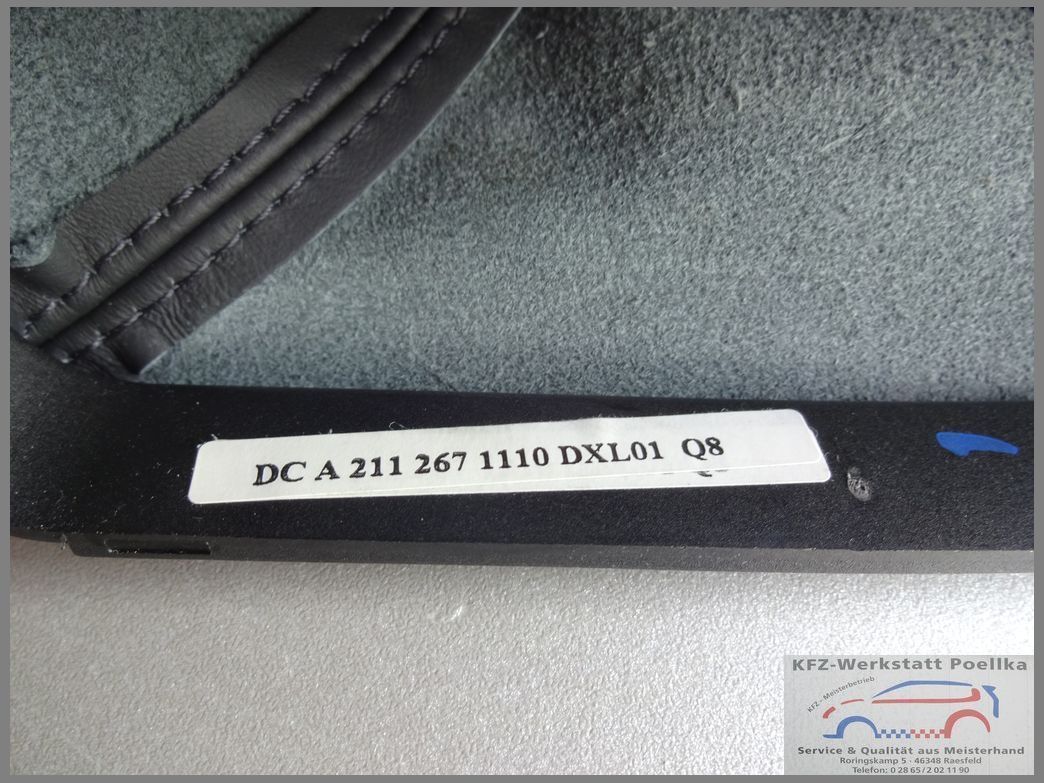 DC A 211 267 1110 DXL01 Q8
KFZ-Werkstatt Poellka
KFZ - Meisterbetrieb
Service & Qualität aus Meisterhand
Roringskamp 5 - 46348 Raesfeld
Telefon: 0 28 65/2 02 11 90